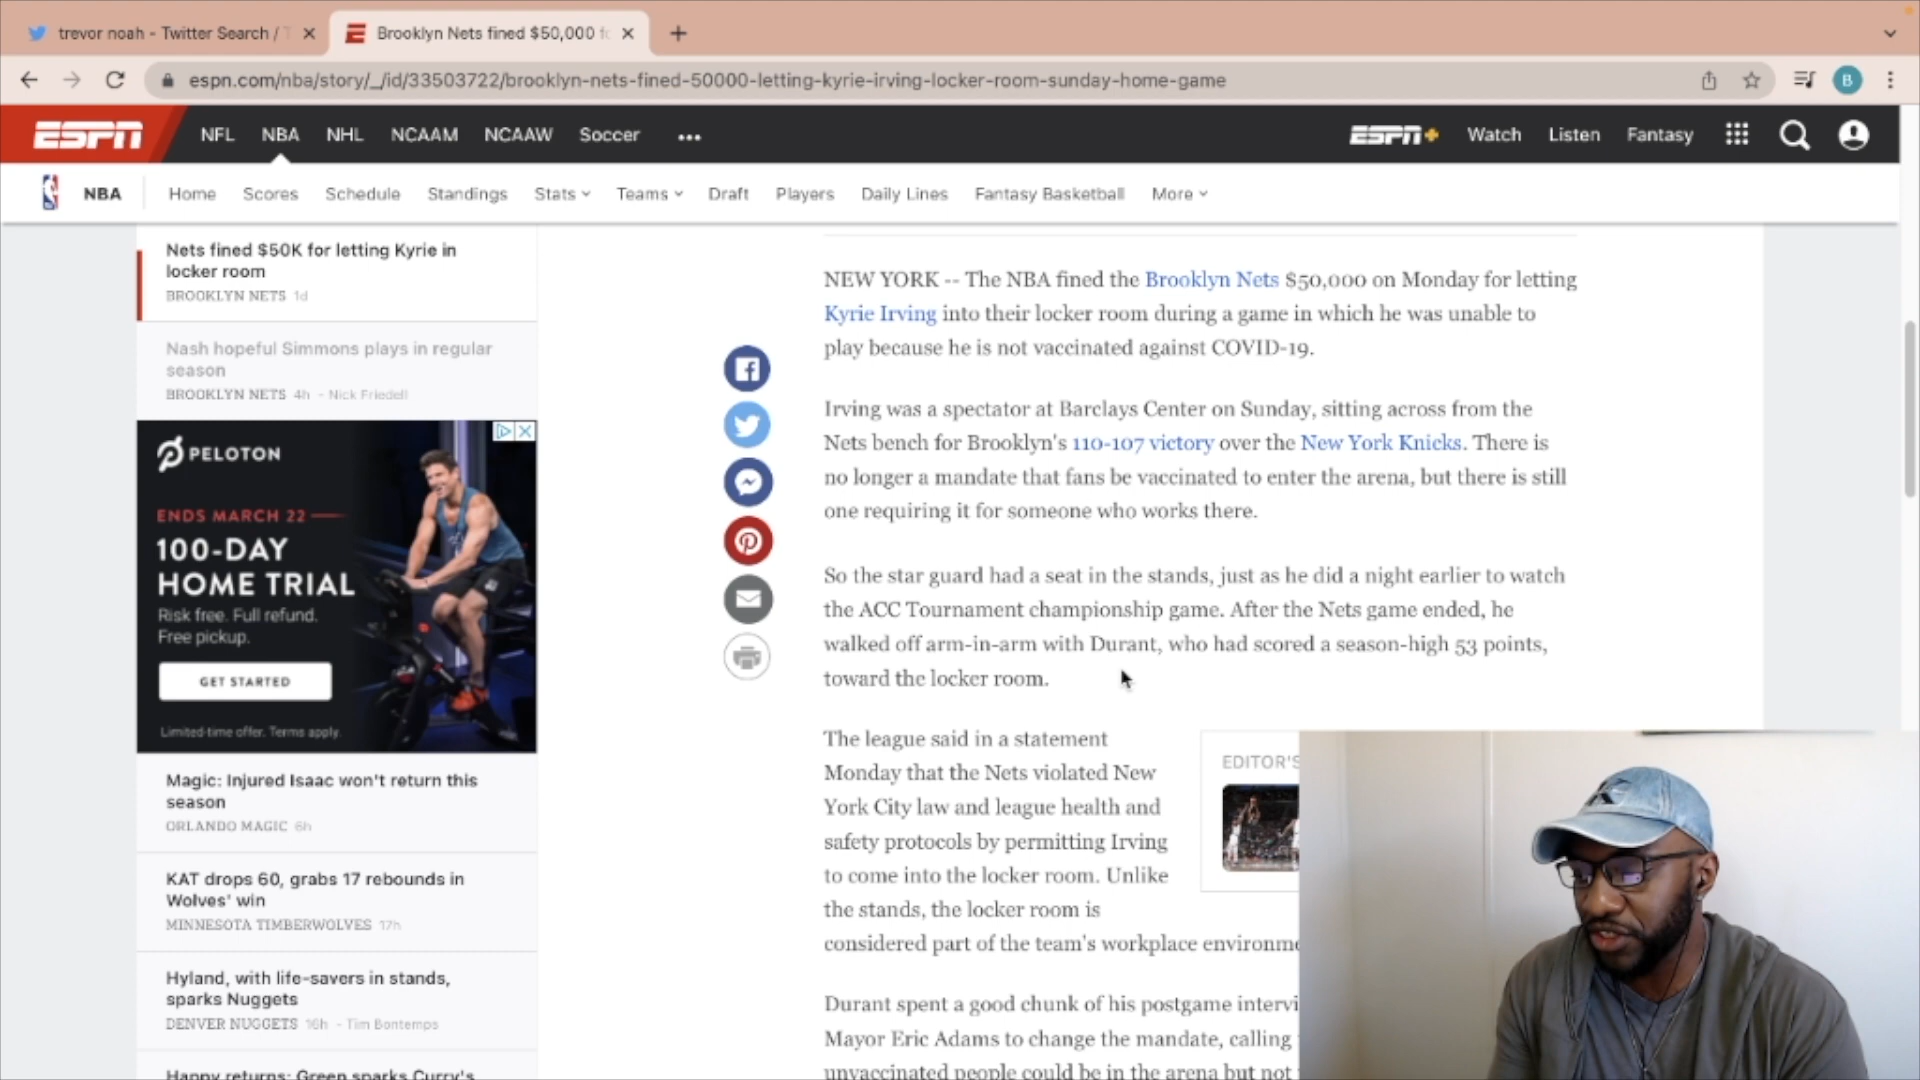 trevor noah - Twitter Search /
Brooklyn Nets fined $50,000 fo
espn.com/nba/story/_/id/33503722/brooklyn-nets-fined-50000-letting-kyrie-irving-locker-room-sunday-home-game
B
ESPN NFL NBA NHL NCAAM NCAAW Soccer ••• ESPN+ Watch Listen Fantasy
NBA Home Scores Schedule Standings Stats Teams Draft Players Daily Lines Fantasy Basketball More
Nets fined $50K for letting Kyrie in
locker room
BROOKLYN NETS 1d
Nash hopeful Simmons plays in regular
season
BROOKLYN NETS 4h - Nick Friedell
PELOTON
ENDS MARCH 22
100-DAY
HOME TRIAL
Risk free. Full refund.
Free pickup.
GET STARTED
Limited-time offer. Terms apply.
Magic: Injured Isaac won't return this
season
ORLANDO MAGIC 6h
KAT drops 60, grabs 17 rebounds in
Wolves' win
MINNESOTA TIMBERWOLVES 17h
Hyland, with life-savers in stands,
sparks Nuggets
DENVER NUGGETS 16h - Tim Bontemps
Happy returns: Green sparks Curry's
NEW YORK -- The NBA fined the Brooklyn Nets $50,000 on Monday for letting
Kyrie Irving into their locker room during a game in which he was unable to
play because he is not vaccinated against COVID-19.
Irving was a spectator at Barclays Center on Sunday, sitting across from the
Nets bench for Brooklyn's 110-107 victory over the New York Knicks. There is
no longer a mandate that fans be vaccinated to enter the arena, but there is still
one requiring it for someone who works there.
So the star guard had a seat in the stands, just as he did a night earlier to watch
the ACC Tournament championship game. After the Nets game ended, he
walked off arm-in-arm with Durant, who had scored a season-high 53 points,
toward the locker room.
The league said in a statement
Monday that the Nets violated New
York City law and league health and
safety protocols by permitting Irving
to come into the locker room. Unlike
the stands, the locker room is
considered part of the team's workplace environme
EDITOR'S
Durant spent a good chunk of his postgame intervi
Mayor Eric Adams to change the mandate, calling
unvaccinated people could be in the arena but not